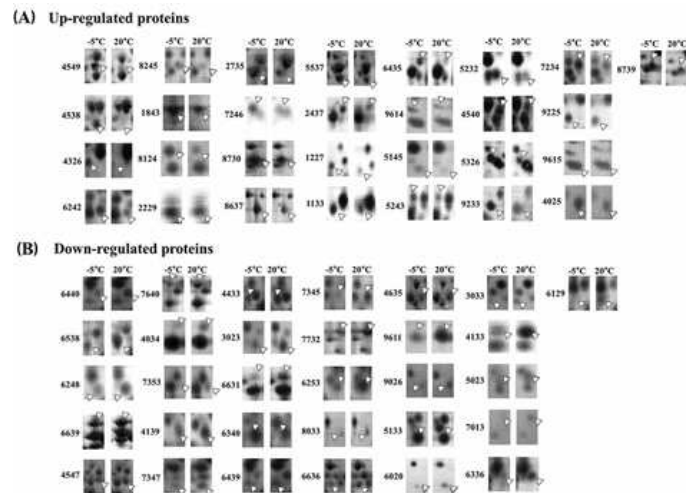 (A) Up-regulated proteins
-5°C 20°C -5°C 20°C -5°C 20°C -5°C 20°C -5°C 20°C -5°C 20°C -5°C 20°C -5°C 20°C
4549 8245 2735 5537 6435 5232 7234 8739
4538 1843 7246 2437 9614 4540 9225
4326 8124 8730 1227 5145 5326 9615
6242 2229 8637 1133 5243 9233 4025
(B) Down-regulated proteins
-5°C 20°C -5°C 20°C -5°C 20°C -5°C 20°C -5°C 20°C -5°C 20°C -5°C 20°C
6440 7640 4433 7345 4635 3033 6129
6538 4034 3023 7732 9611 4133
6248 7353 6631 6253 9026 5023
6639 4139 6340 8033 5133 7013
4547 7347 6439 6636 6020 6336